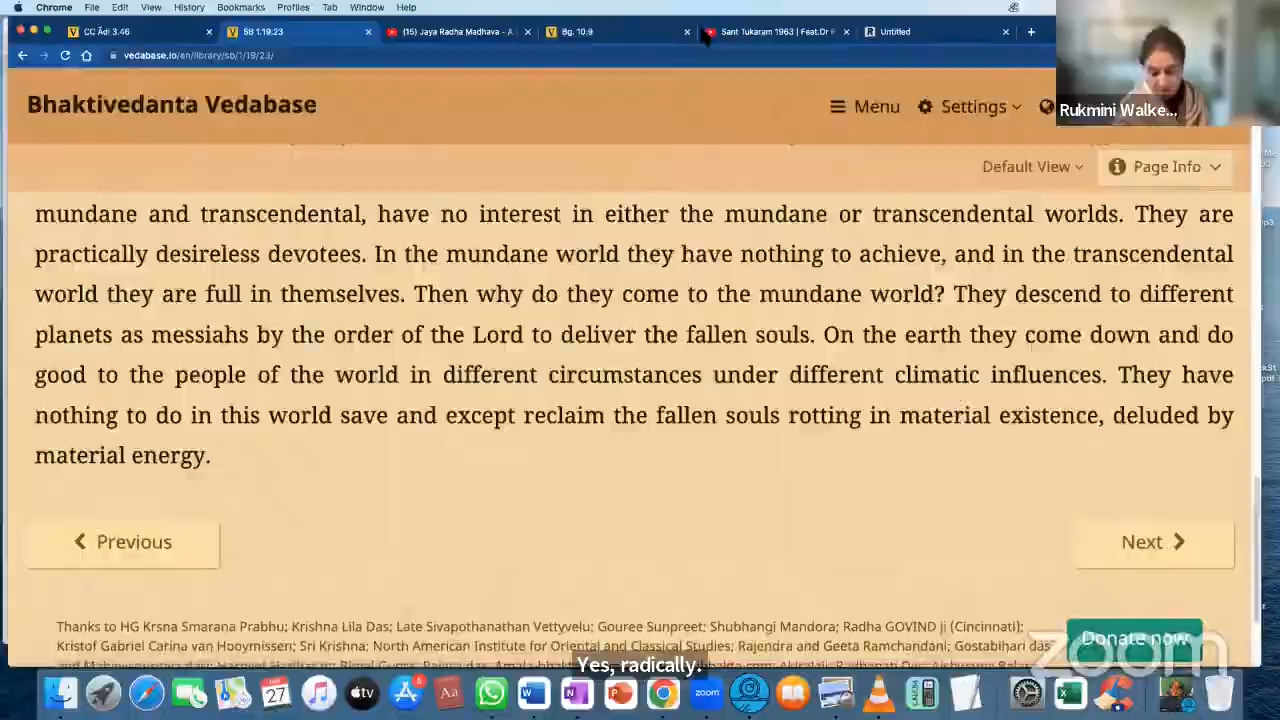 Chrome File Edit View History Bookmarks Profiles Tab Window Help
CC Ādi 3.46 SB 1.19.23 (15) Jaya Radha Madhava - A Bg. 10.9 Sant Tukaram 1963 | Feat.Dr R Untitled
vedabase.io/en/library/sb/1/19/23/
Bhaktivedanta Vedabase
Menu Settings
Rukmini Walke...
Default View Page Info
mundane and transcendental, have no interest in either the mundane or transcendental worlds. They are
practically desireless devotees. In the mundane world they have nothing to achieve, and in the transcendental
world they are full in themselves. Then why do they come to the mundane world? They descend to different
planets as messiahs by the order of the Lord to deliver the fallen souls. On the earth they come down and do
good to the people of the world in different circumstances under different climatic influences. They have
nothing to do in this world save and except reclaim the fallen souls rotting in material existence, deluded by
material energy.
Previous Next
Thanks to HG Krsna Smarana Prabhu; Krishna Lila Das; Late Sivapothanathan Vettyvelu; Gouree Sunpreet; Shubhangi Mandora; Radha GOVIND ji (Cincinnati);
Kristof Gabriel Carina van Hooymissen; Sri Krishna; North American Institute for Oriental and Classical Studies; Rajendra and Geeta Ramchandani; Gostabihari das
Donate now
zoom
Yes, radically.
JAN
27
tv
Aa
zoom